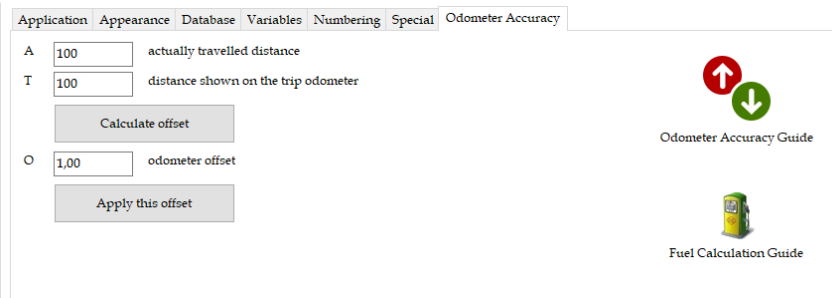 Application Appearance Database Variables Numbering Special Odometer Accuracy
A 100 actually travelled distance
T 100 distance shown on the trip odometer
Calculate offset
O 1,00 odometer offset
Apply this offset
Odometer Accuracy Guide
Fuel Calculation Guide